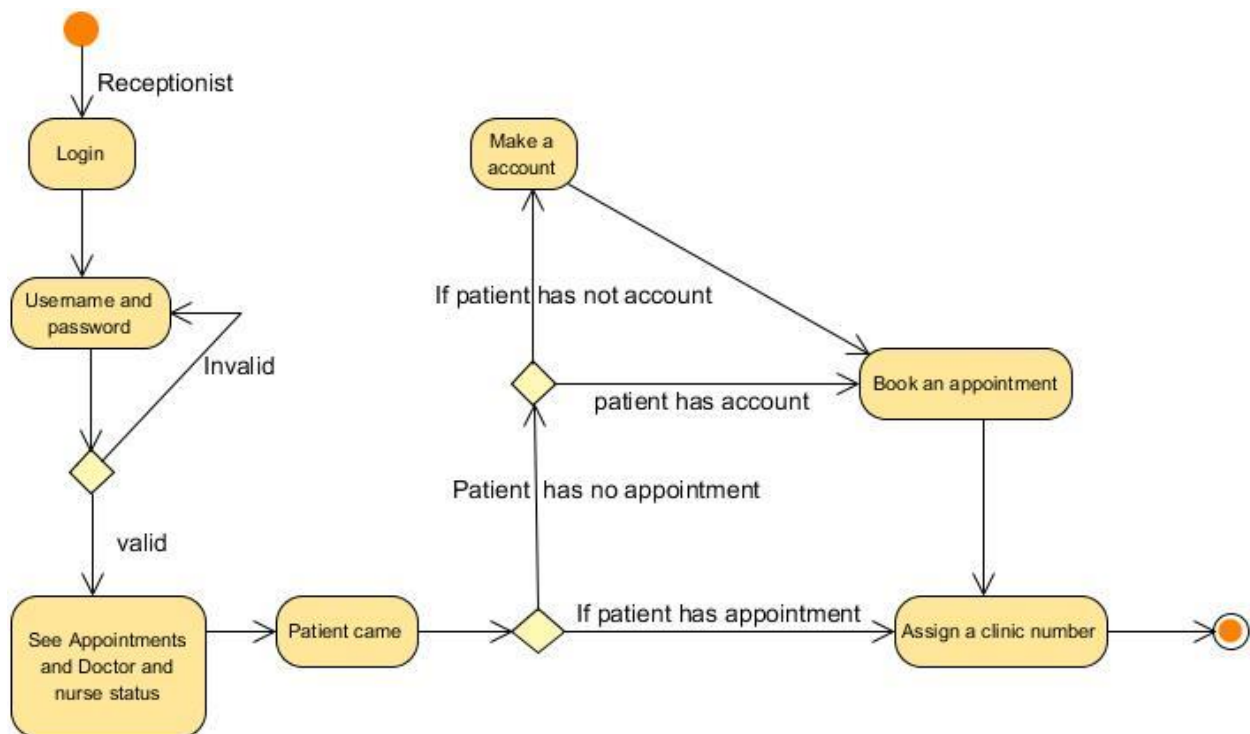 Receptionist
Login
Username and
password
Invalid
valid
See Appointments
and Doctor and
nurse status
Patient came
If patient has appointment
Patient has no appointment
patient has account
If patient has not account
Make a
account
Book an appointment
Assign a clinic number